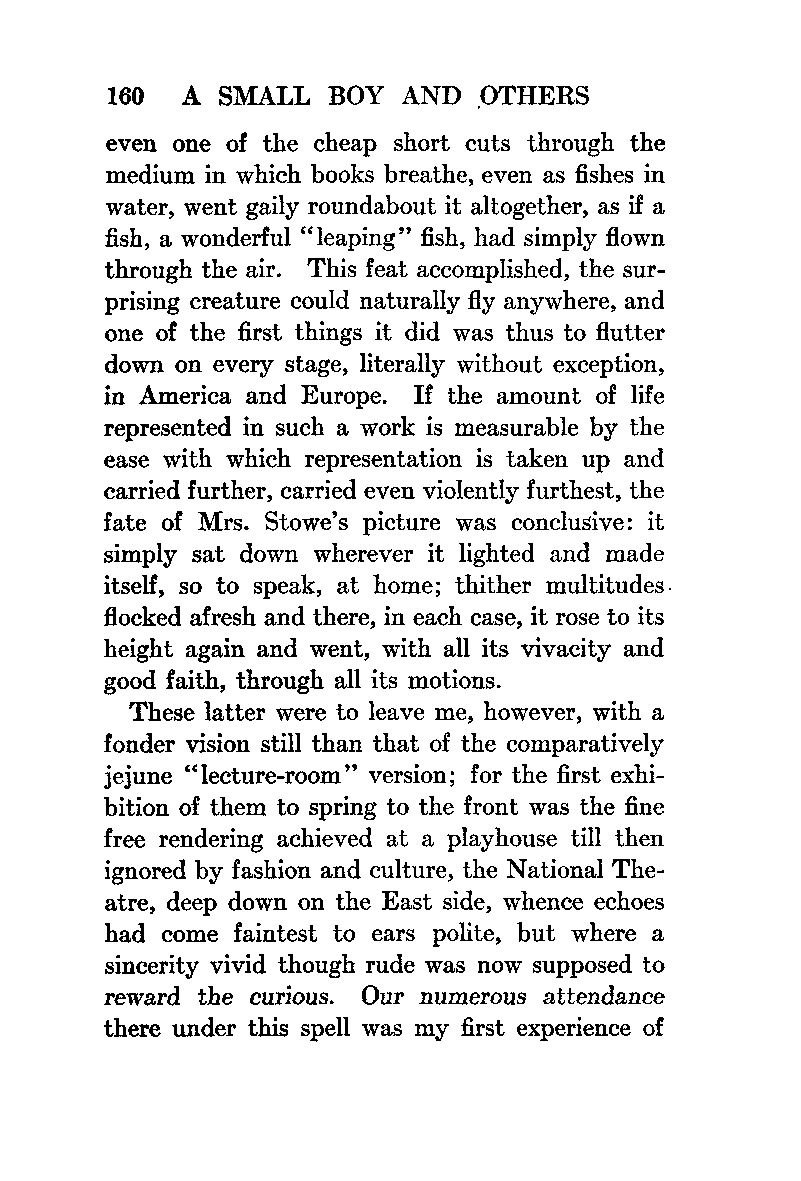 160 A SMALL BOY AND OTHERS
even one of the cheap short cuts through the
medium in which books breathe, even as fishes in
water, went gaily roundabout it altogether, as if a
fish, a wonderful “leaping” fish, had simply flown
through the air. This feat accomplished, the sur-
prising creature could naturally fly anywhere, and
one of the first things it did was thus to flutter
down on every stage, literally without exception,
in America and Europe. If the amount of life
represented in such a work is measurable by the
ease with which representation is taken up and
carried further, carried even violently furthest, the
fate of Mrs. Stowe’s picture was conclusive: it
simply sat down wherever it lighted and made
itself, so to speak, at home; thither multitudes
flocked afresh and there, in each case, it rose to its
height again and went, with all its vivacity and
good faith, through all its motions.
These latter were to leave me, however, with a
fonder vision still than that of the comparatively
jejune “lecture-room” version; for the first exhi-
bition of them to spring to the front was the fine
free rendering achieved at a playhouse till then
ignored by fashion and culture, the National The-
atre, deep down on the East side, whence echoes
had come faintest to ears polite, but where a
sincerity vivid though rude was now supposed to
reward the curious. Our numerous attendance
there under this spell was my first experience of